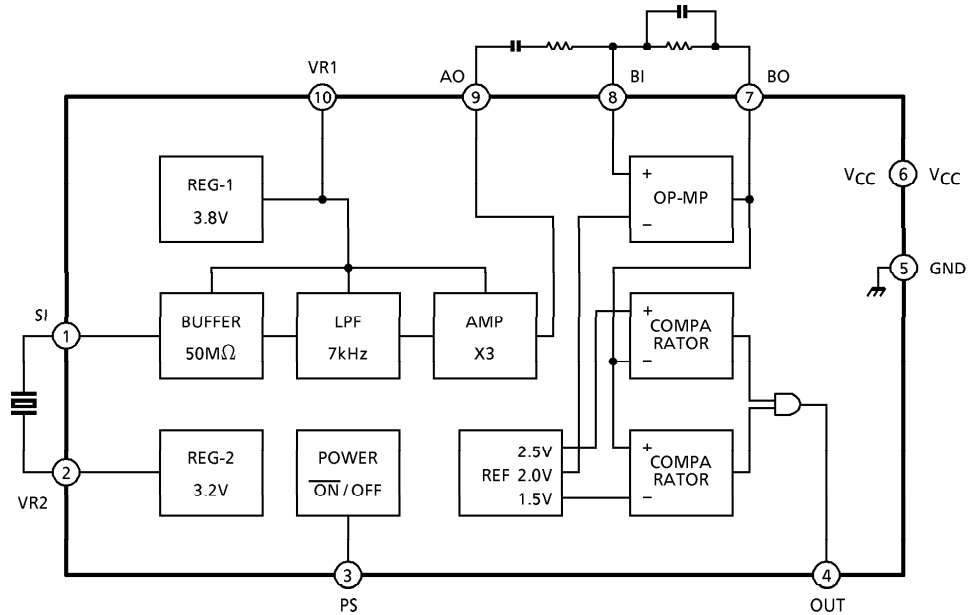 VR1
AO
BI
BO
10
9
8
7
REG-1
3.8V
+
OP-MP
−
6
VCC
VCC
5
GND
SI
1
BUFFER
50MΩ
LPF
7kHz
AMP
X3
+
COMPA
RATOR
−
2
VR2
REG-2
3.2V
POWER
ON/OFF
2.5V
REF 2.0V
1.5V
+
COMPA
RATOR
−
3
PS
4
OUT